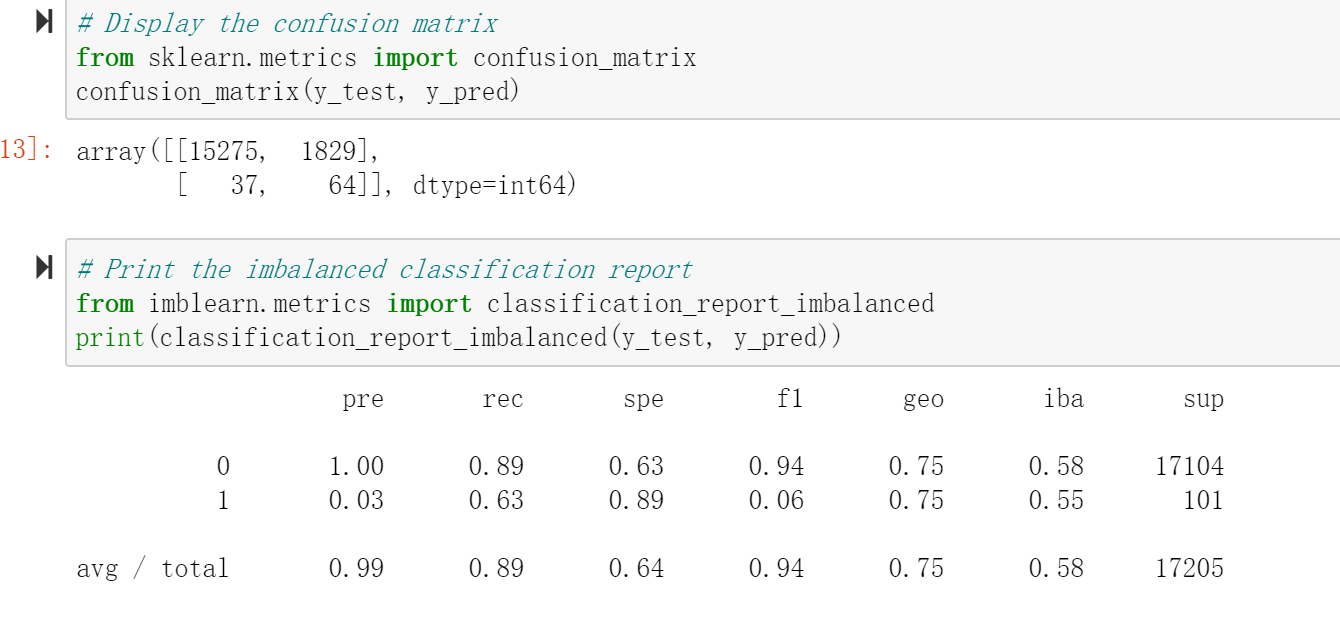 # Display the confusion matrix
from sklearn.metrics import confusion_matrix
confusion_matrix(y_test, y_pred)
13]: array([[15275, 1829],
[ 37, 64]], dtype=int64)
# Print the imbalanced classification report
from imblearn.metrics import classification_report_imbalanced
print(classification_report_imbalanced(y_test, y_pred))
pre rec spe f1 geo iba sup
0 1.00 0.89 0.63 0.94 0.75 0.58 17104
1 0.03 0.63 0.89 0.06 0.75 0.55 101
avg / total 0.99 0.89 0.64 0.94 0.75 0.58 17205